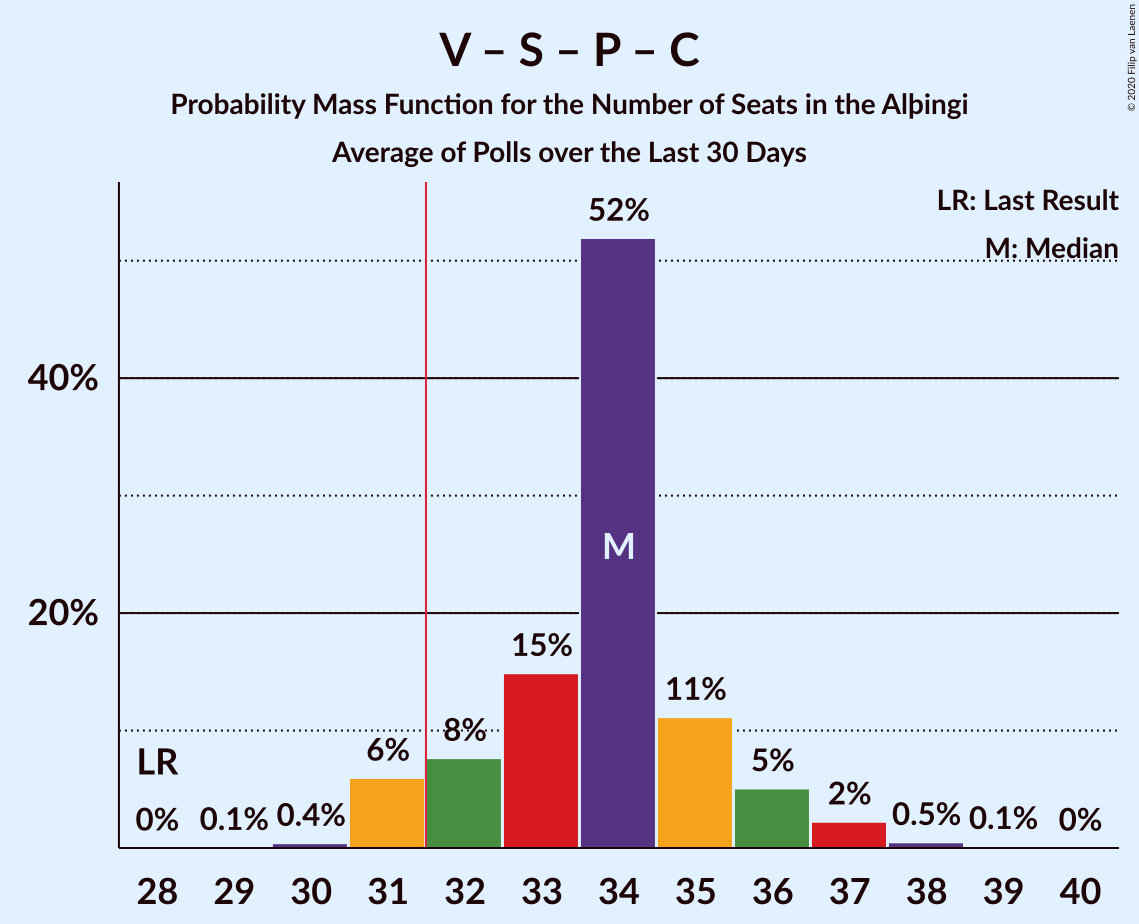 V – S – P – C
Probability Mass Function for the Number of Seats in the Alþingi
Average of Polls over the Last 30 Days
© 2020 Filip van Laenen
LR: Last Result
M: Median
52%
40%
M
20%
15%
11%
8%
6%
5%
2%
LR
0% 0.1% 0.4% 0.5% 0.1% 0%
28 29 30 31 32 33 34 35 36 37 38 39 40